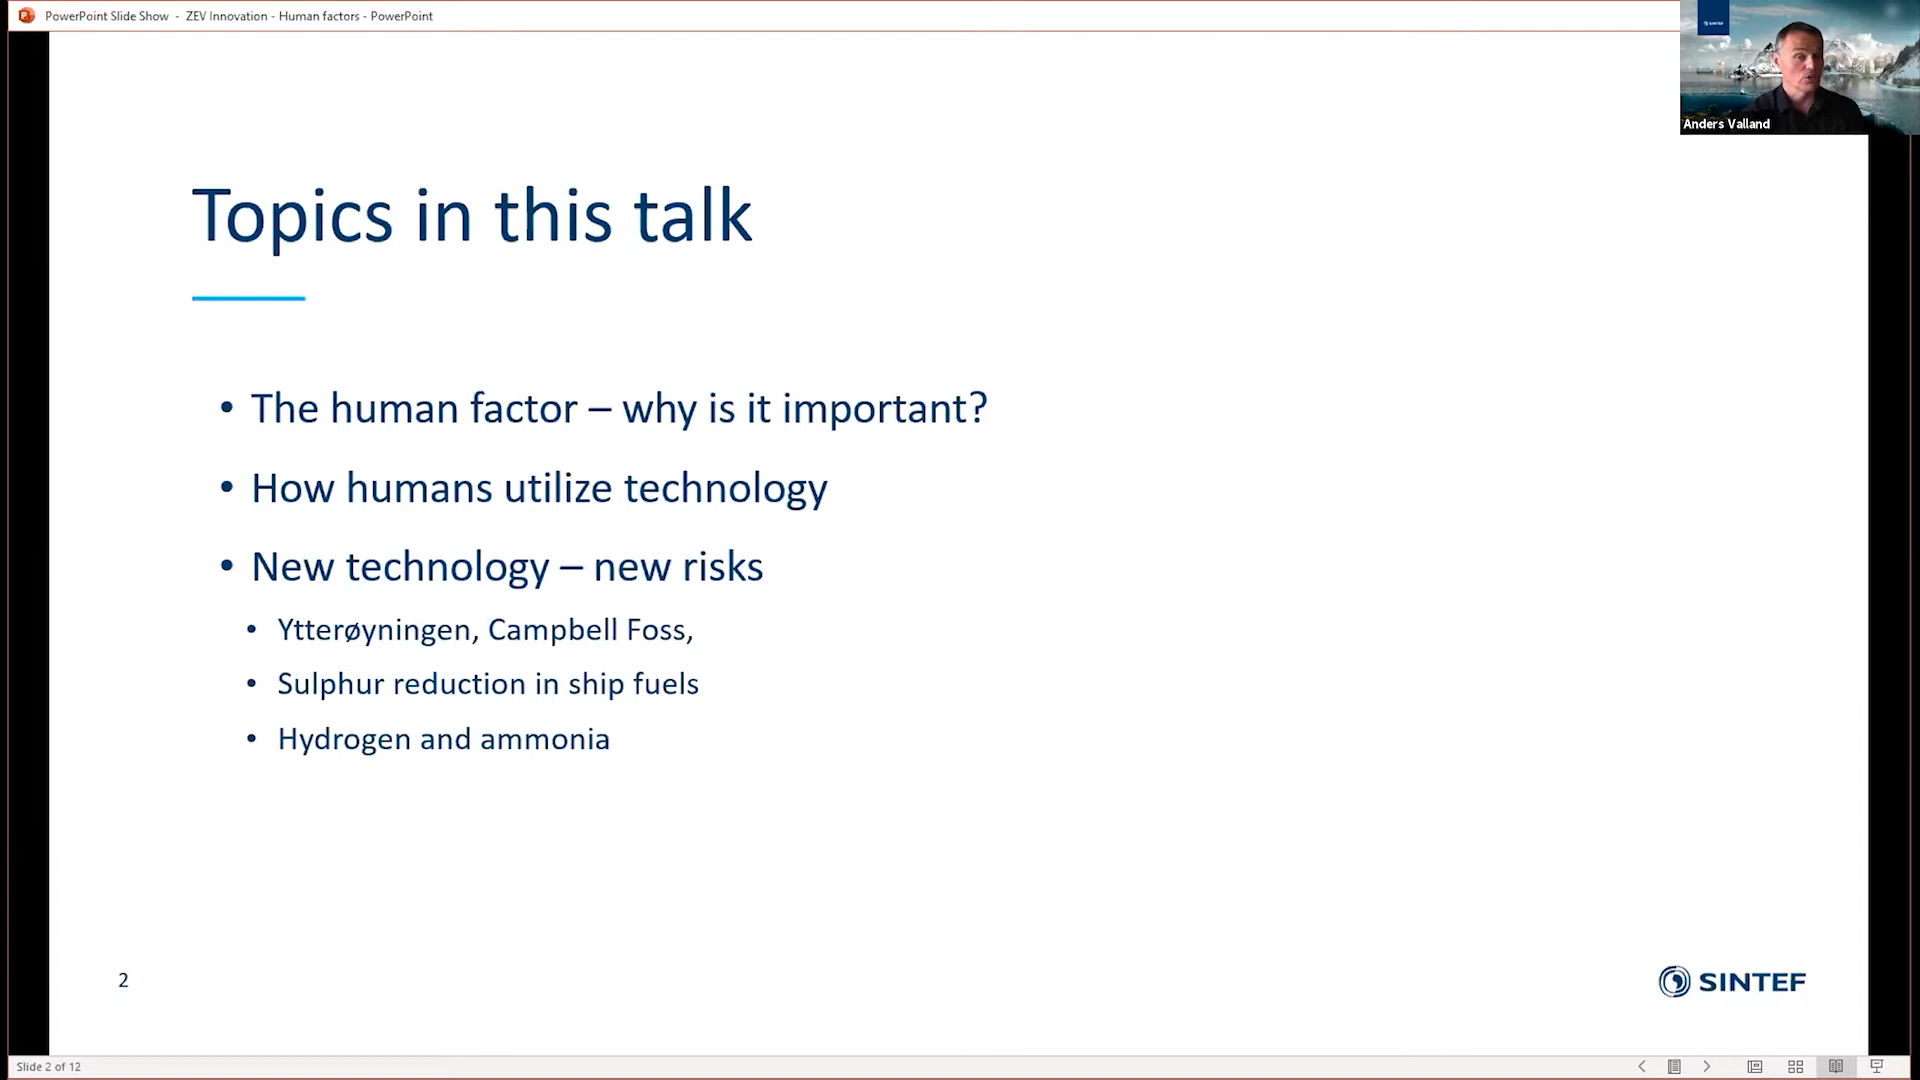 PowerPoint Slide Show - ZEV Innovation - Human factors - PowerPoint
SINTEF
Anders Valland
Topics in this talk
• The human factor – why is it important?
• How humans utilize technology
• New technology – new risks
• Ytterøyningen, Campbell Foss,
• Sulphur reduction in ship fuels
• Hydrogen and ammonia
2
SINTEF
Slide 2 of 12